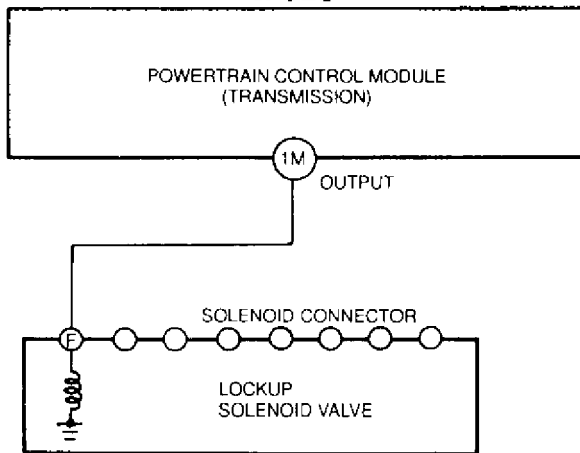 POWERTRAIN CONTROL MODULE
(TRANSMISSION)
1M
OUTPUT
SOLENOID CONNECTOR
F
LOCKUP
SOLENOID VALVE